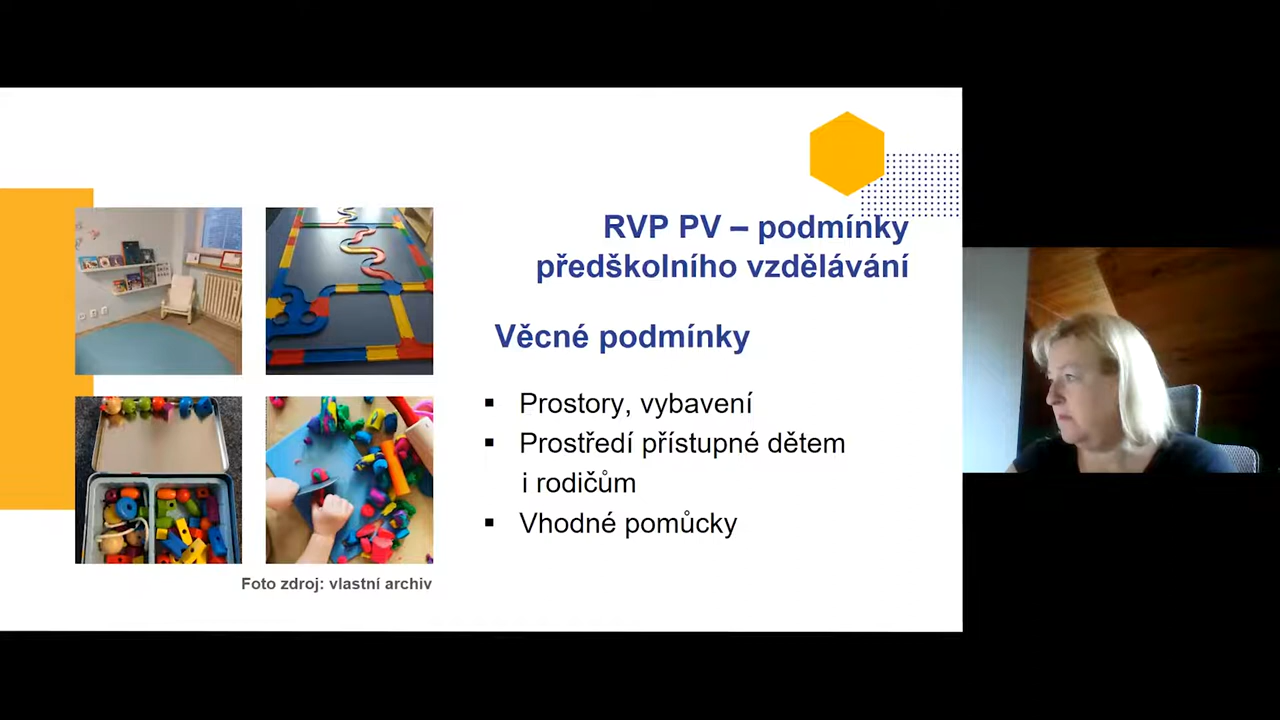 RVP PV – podmínky
předškolního vzdělávání
Věcné podmínky
▪ Prostory, vybavení
▪ Prostředí přístupné dětem
i rodičům
▪ Vhodné pomůcky
Foto zdroj: vlastní archiv